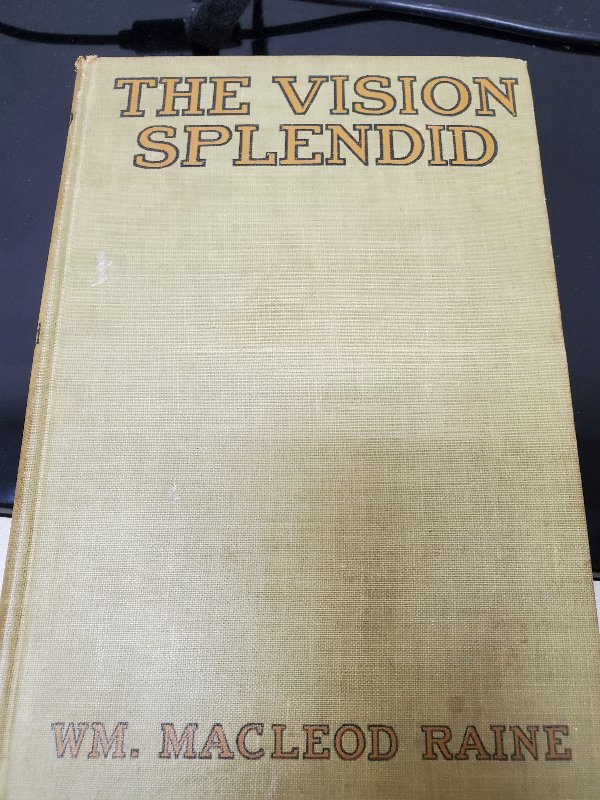 THE VISION
SPLENDID
WM. MACLEOD RAINE